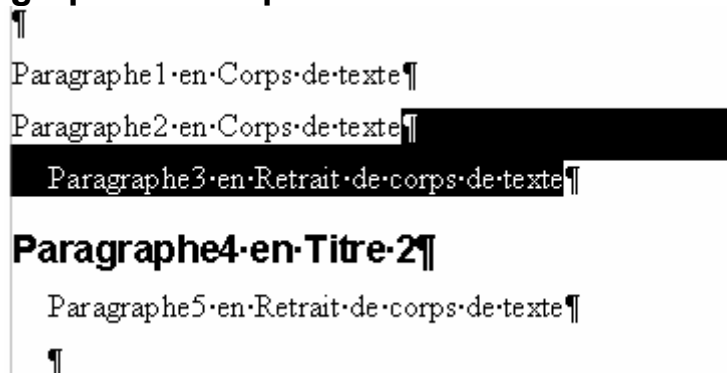 ¶
Paragraphe1·en·Corps·de·texte¶
Paragraphe2·en·Corps·de·texte¶
Paragraphe3·en·Retrait·de·corps·de·texte¶
Paragraphe4·en·Titre·2¶
Paragraphe5·en·Retrait·de·corps·de·texte¶
¶